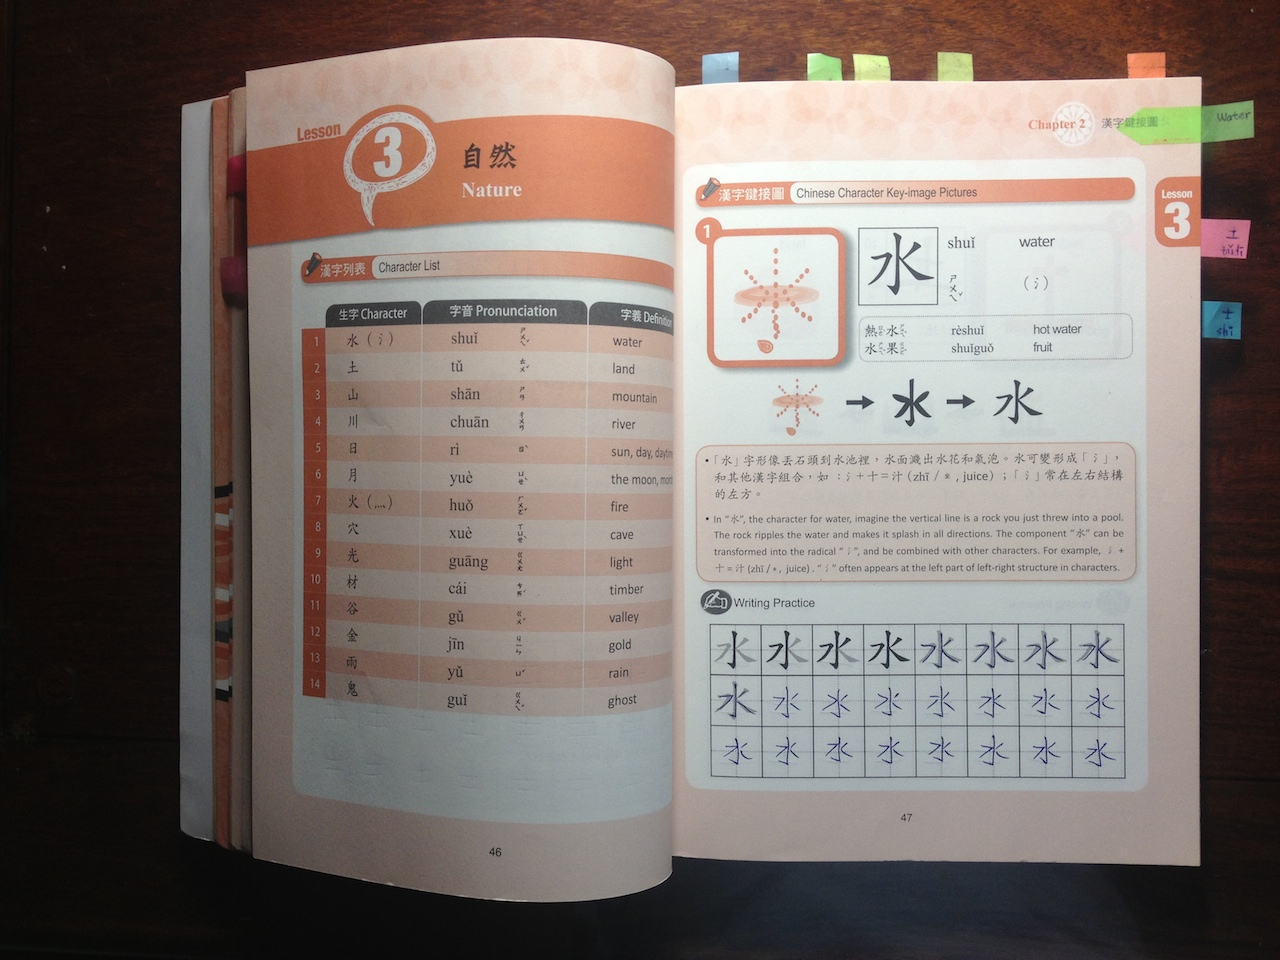 Lesson
3
自然
Nature
漢字列表 Character List
生字 Character 字音 Pronunciation 字義 Definition
1 水（氵） shuǐ ㄕㄨㄟˇ water
2 土 tǔ ㄊㄨˇ land
3 山 shān ㄕㄢ mountain
4 川 chuān ㄔㄨㄢ river
5 日 rì ㄖˋ sun, day, daytim
6 月 yuè ㄩㄝˋ the moon, mon
7 火（灬） huǒ ㄏㄨㄛˇ fire
8 穴 xuè ㄒㄩㄝˋ cave
9 光 guāng ㄍㄨㄤ light
10 材 cái ㄘㄞˊ timber
11 谷 gǔ ㄍㄨˇ valley
12 金 jīn ㄐㄧㄣ gold
13 雨 yǔ ㄩˇ rain
14 鬼 guǐ ㄍㄨㄟˇ ghost
46
Chapter 2 漢字鍵接圖
Water
漢字鍵接圖 Chinese Character Key-image Pictures
Lesson
3
土
shi
1
水 shuǐ water
ㄕㄨㄟˇ （氵）
熱水 rèshuǐ hot water
水果 shuǐguǒ fruit
水 水
•「水」字形像丟石頭到水池裡，水面濺出水花和氣泡。水可變形成「氵」，
和其他漢字組合，如：氵+十=汁 (zhī / ㄓ, juice)；「氵」常在左右結構
的左方。
• In “水”, the character for water, imagine the vertical line is a rock you just threw into a pool.
The rock ripples the water and makes it splash in all directions. The component “水” can be
transformed into the radical “氵”, and be combined with other characters. For example, 氵+
十=汁 (zhī / ㄓ, juice). “氵” often appears at the left part of left-right structure in characters.
Writing Practice
水 水 水 水 水 水 水 水
水 水 水 水 水 水 水 水
水 水 水 水 水 水 水 水
47